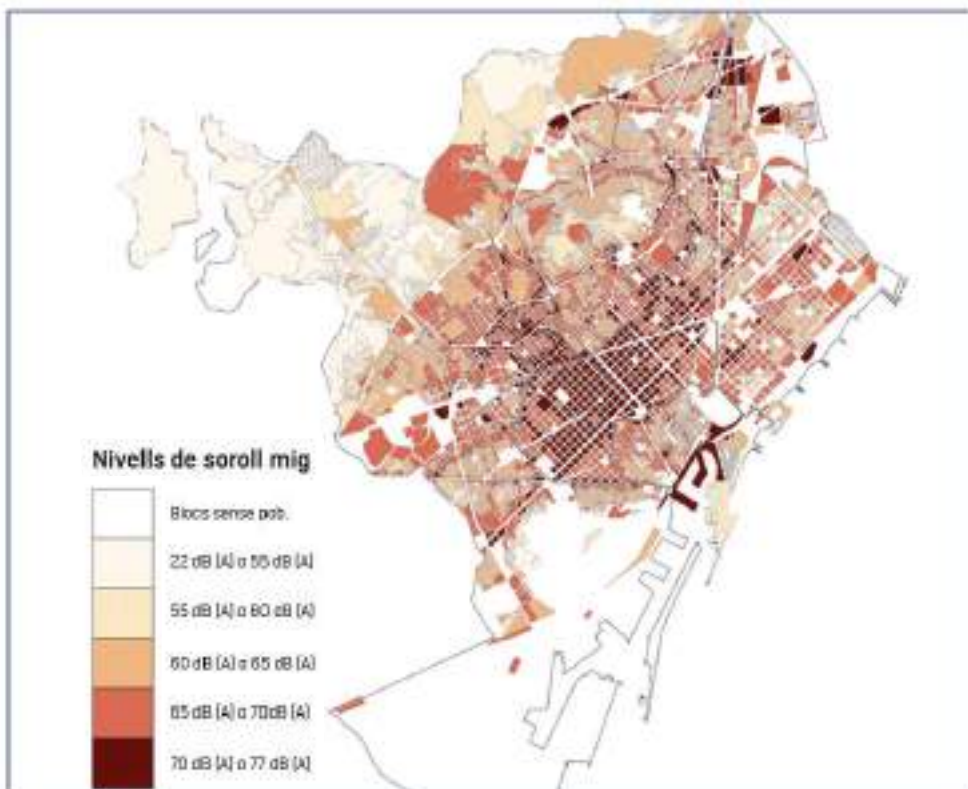 Nivells de soroll mig
Blocs sense pob.
22 dB (A) a 55 dB (A)
55 dB (A) a 60 dB (A)
60 dB (A) a 65 dB (A)
65 dB (A) a 70dB (A)
70 dB (A) a 77 dB (A)